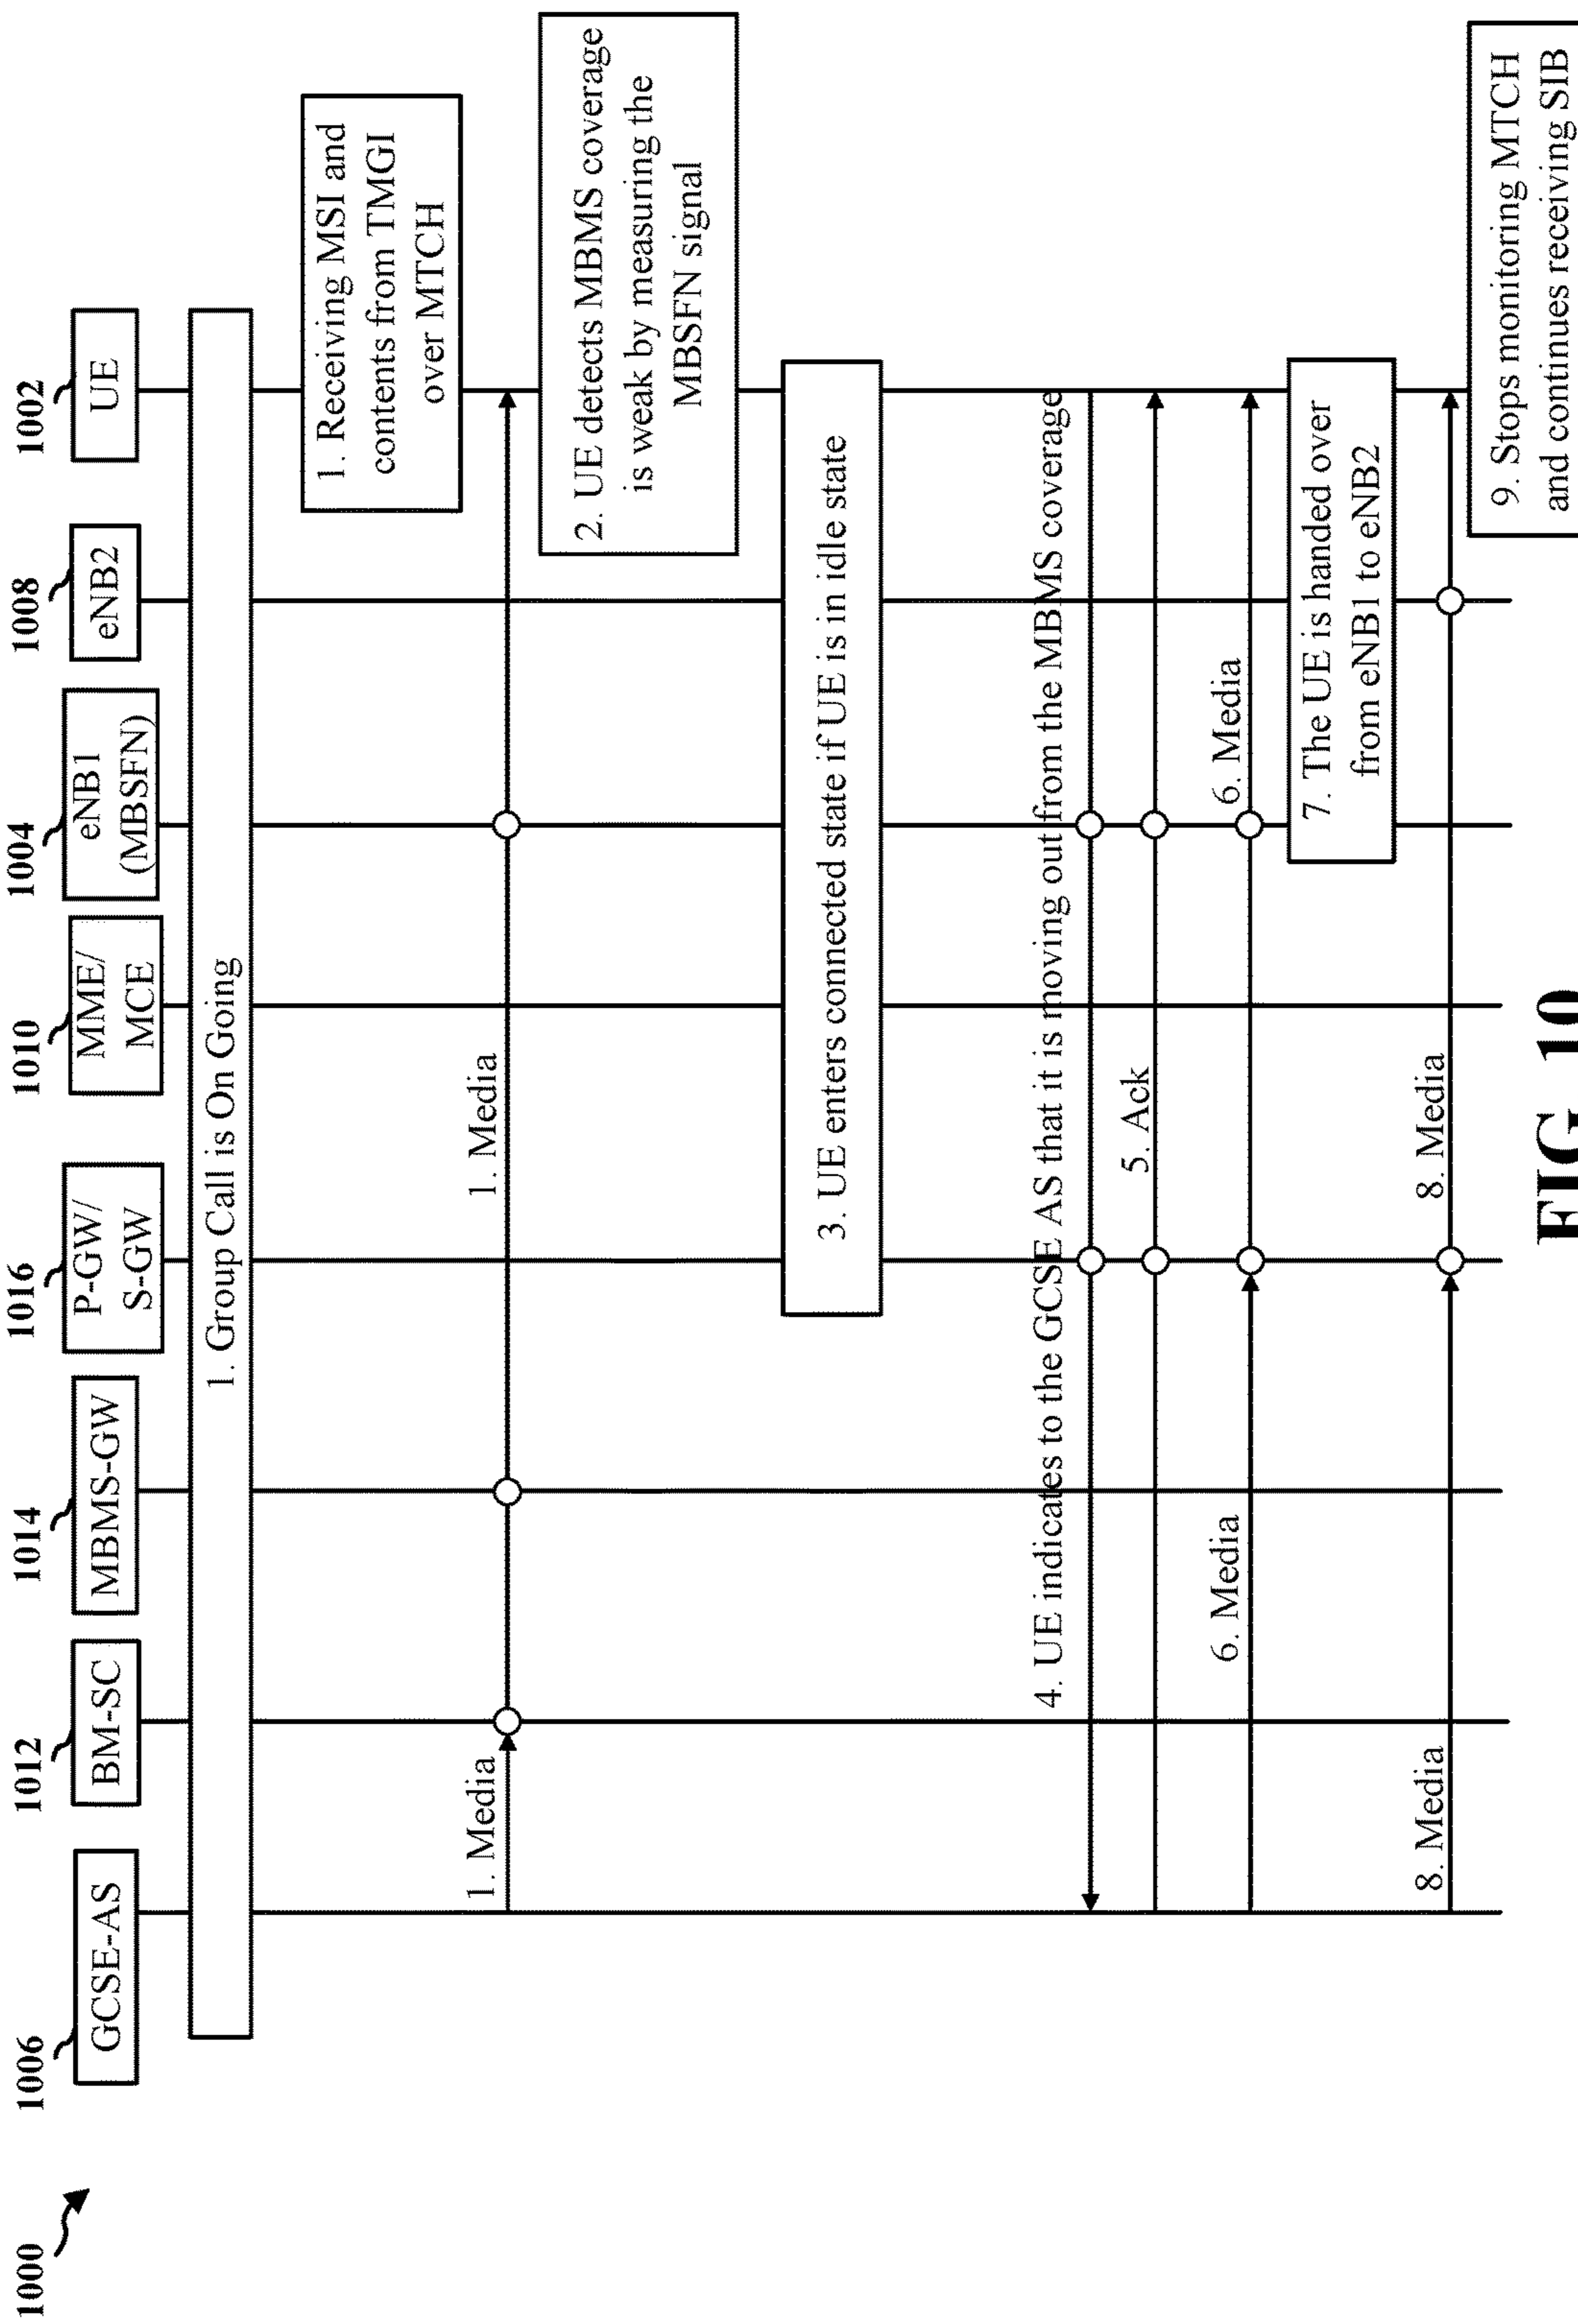 1000
1006
1012
1014
1016
1010
1004
1008
1002
GCSE-AS
BM-SC
MBMS-GW
P-GW/
S-GW
MME/
MCE
eNB1
(MBSFN)
eNB2
UE
1. Group Call is On Going
1. Receiving MSI and
contents from TMGI
over MTCH
1. Media
1. Media
2. UE detects MBMS coverage
is weak by measuring the
MBSFN signal
3. UE enters connected state if UE is in idle state
4. UE indicates to the GCSE AS that it is moving out from the MBMS coverage
5. Ack
6. Media
6. Media
7. The UE is handed over
from eNB1 to eNB2
8. Media
8. Media
9. Stops monitoring MTCH
and continues receiving SIB
FIG. 10